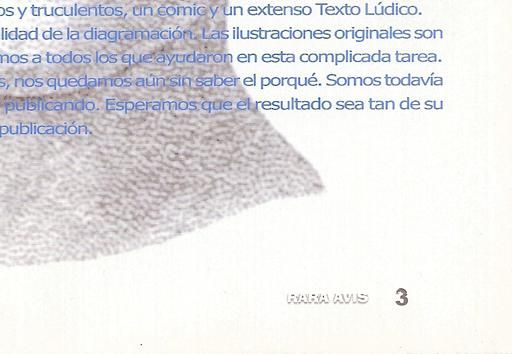 os y truculentos, un cómic y un extenso Texto Lúdico.
lidad de la diagramación. Las ilustraciones originales son
mos a todos los que ayudaron en esta complicada tarea.
s, nos quedamos aún sin saber el porqué. Somos todavía
publicando. Esperamos que el resultado sea tan de su
publicación.
RARA AVIS 3